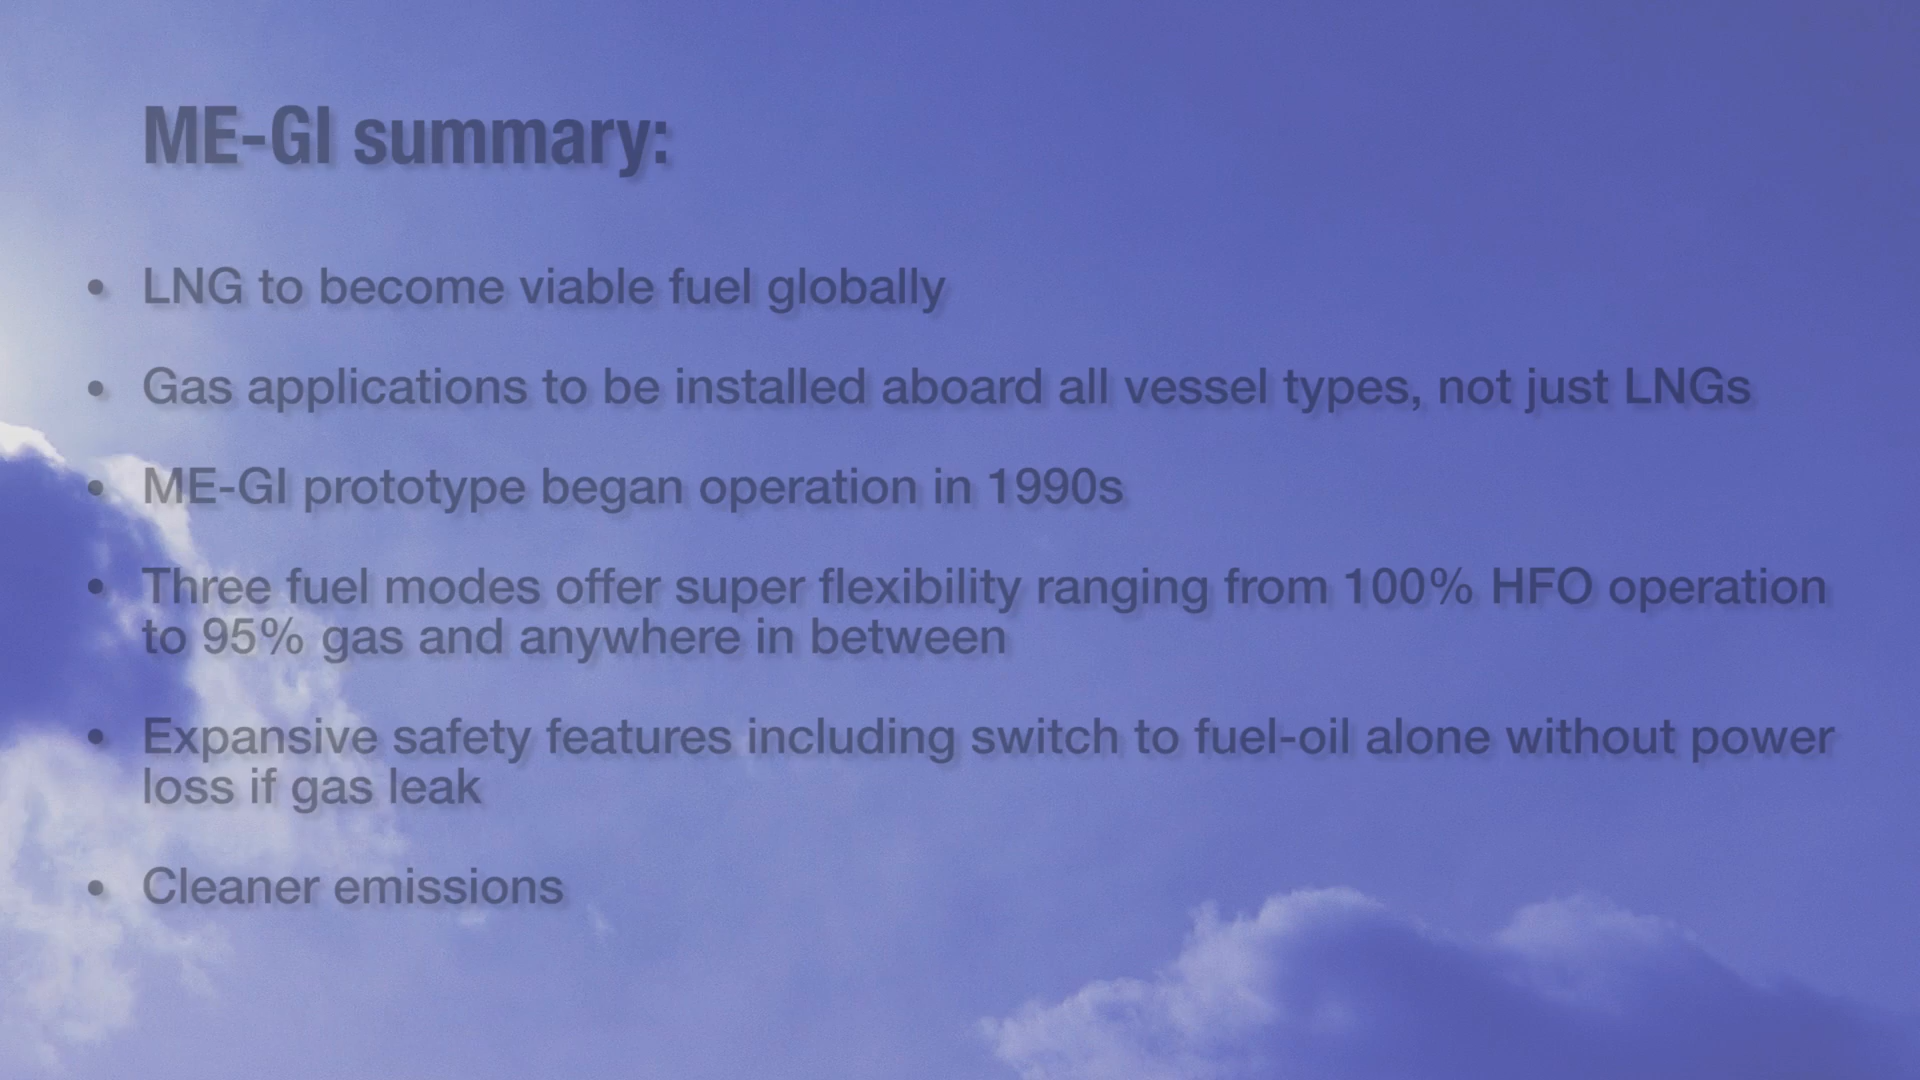 ME-GI summary:
• LNG to become viable fuel globally
• Gas applications to be installed aboard all vessel types, not just LNGs
• ME-GI prototype began operation in 1990s
• Three fuel modes offer super flexibility ranging from 100% HFO operation
to 95% gas and anywhere in between
• Expansive safety features including switch to fuel-oil alone without power
loss if gas leak
• Cleaner emissions